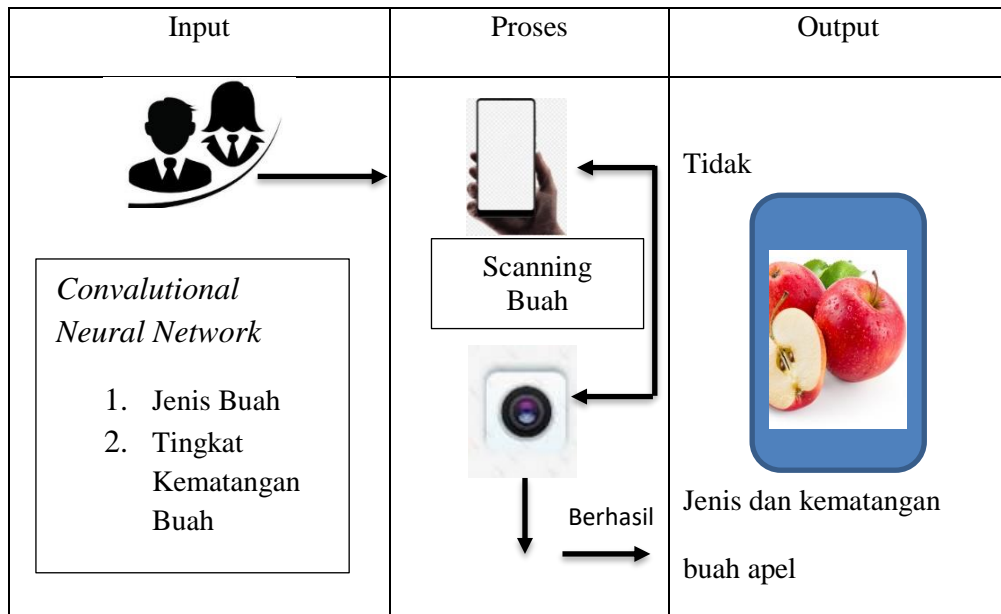 Input
Proses
Output
Convalutional
Neural Network
1. Jenis Buah
2. Tingkat
Kematangan
Buah
Scanning
Buah
Berhasil
Tidak
Jenis dan kematangan
buah apel